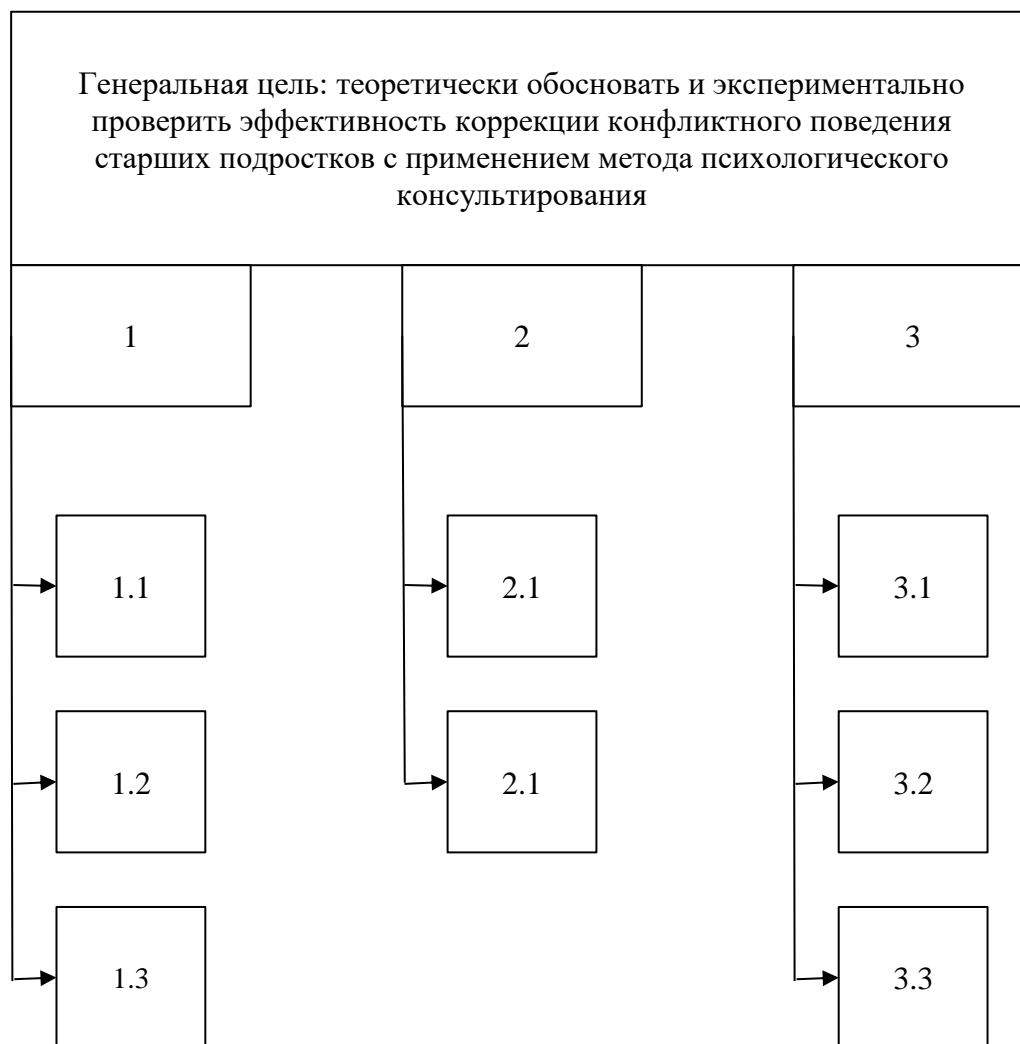 Генеральная цель: теоретически обосновать и экспериментально
проверить эффективность коррекции конфликтного поведения
старших подростков с применением метода психологического
консультирования
1 2 3
1.1 2.1 3.1
1.2 2.1 3.2
1.3 3.3